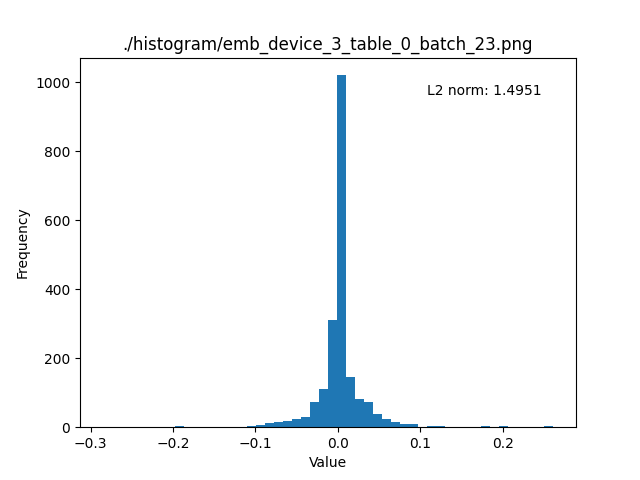 ./histogram/emb_device_3_table_0_batch_23.png
L2 norm: 1.4951
1000
800
600
400
200
0
Frequency
−0.3 −0.2 −0.1 0.0 0.1 0.2
Value